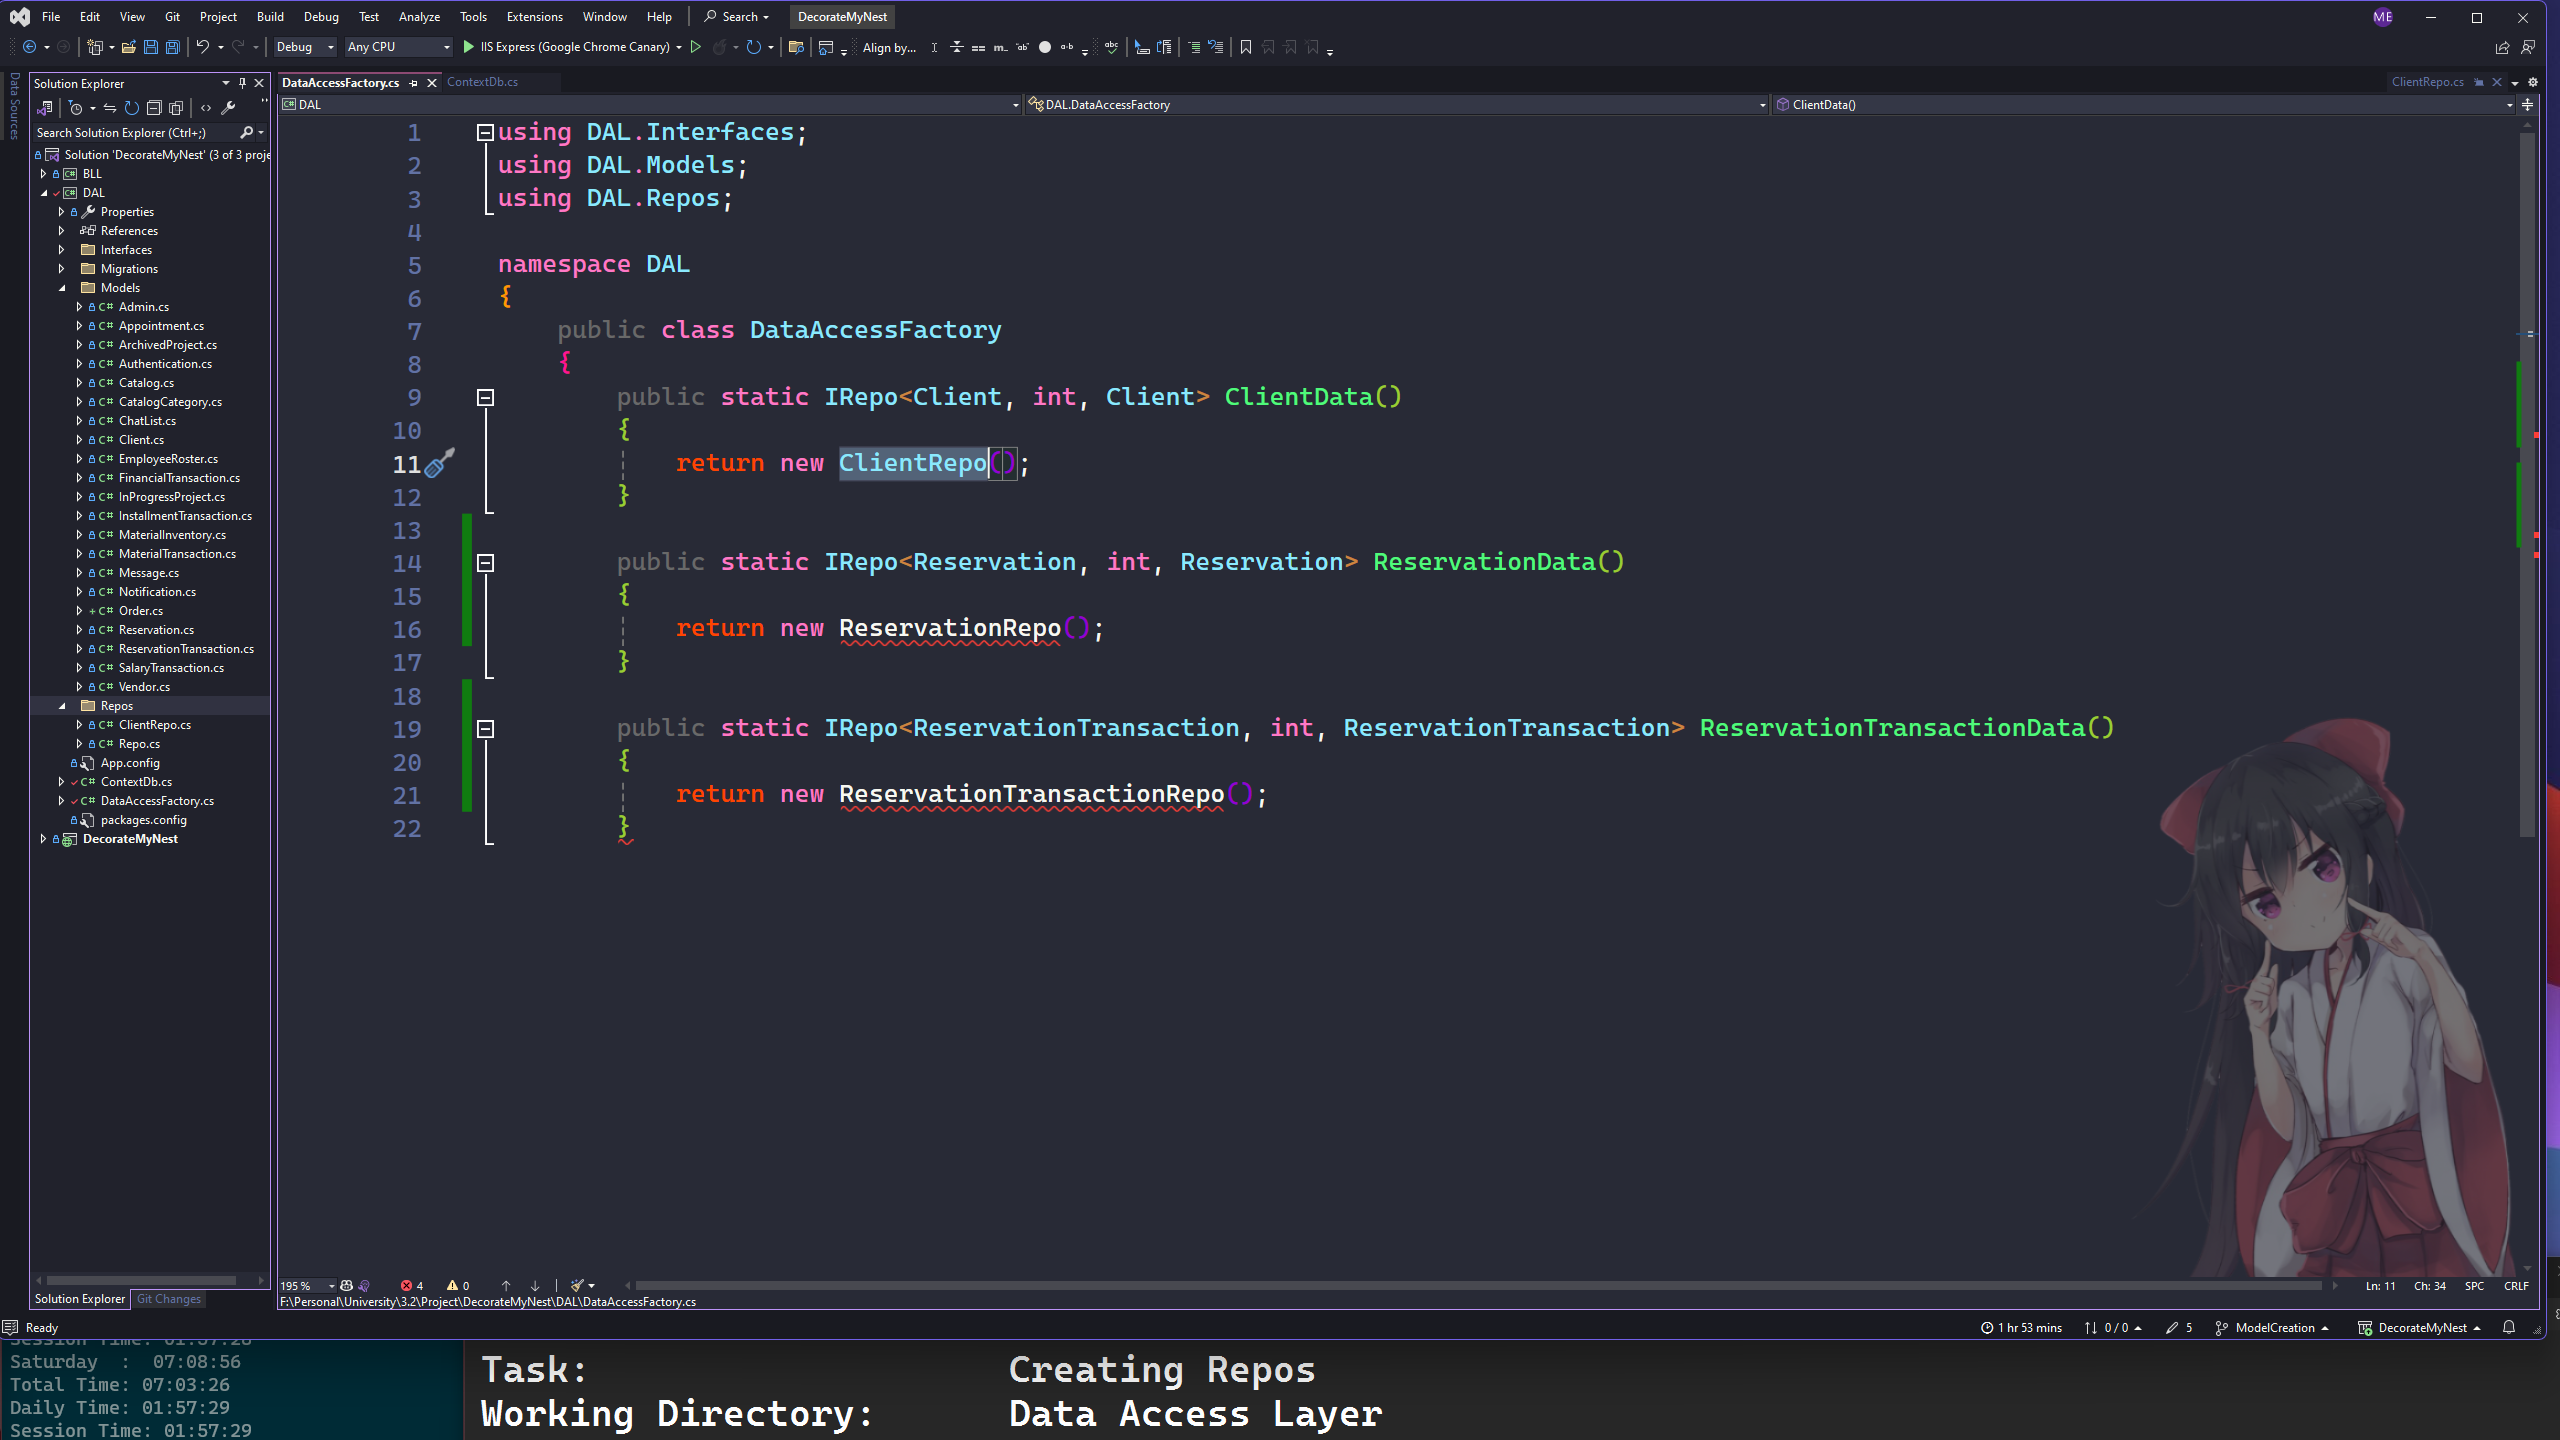 File Edit View Git Project Build Debug Test Analyze Tools Extensions Window Help Search DecorateMyNest ME
Debug Any CPU IIS Express (Google Chrome Canary) Align by...
Data Sources
Solution Explorer
Search Solution Explorer (Ctrl+;)
Solution 'DecorateMyNest' (3 of 3 proje
BLL
DAL
Properties
References
Interfaces
Migrations
Models
C# Admin.cs
C# Appointment.cs
C# ArchivedProject.cs
C# Authentication.cs
C# Catalog.cs
C# CatalogCategory.cs
C# ChatList.cs
C# Client.cs
C# EmployeeRoster.cs
C# FinancialTransaction.cs
C# InProgressProject.cs
C# InstallmentTransaction.cs
C# MaterialInventory.cs
C# MaterialTransaction.cs
C# Message.cs
C# Notification.cs
C# Order.cs
C# Reservation.cs
C# ReservationTransaction.cs
C# SalaryTransaction.cs
C# Vendor.cs
Repos
C# ClientRepo.cs
C# Repo.cs
App.config
C# ContextDb.cs
C# DataAccessFactory.cs
packages.config
DecorateMyNest
Solution Explorer Git Changes
DataAccessFactory.cs ContextDb.cs ClientRepo.cs
DAL DAL.DataAccessFactory ClientData()
1 using DAL.Interfaces;
2 using DAL.Models;
3 using DAL.Repos;
4
5 namespace DAL
6 {
7 public class DataAccessFactory
8 {
9 public static IRepo<Client, int, Client> ClientData()
10 {
11 return new ClientRepo();
12 }
13
14 public static IRepo<Reservation, int, Reservation> ReservationData()
15 {
16 return new ReservationRepo();
17 }
18
19 public static IRepo<ReservationTransaction, int, ReservationTransaction> ReservationTransactionData()
20 {
21 return new ReservationTransactionRepo();
22 }
195 % 4 0 Ln: 11 Ch: 34 SPC CRLF
F:\Personal\University\3.2\Project\DecorateMyNest\DAL\DataAccessFactory.cs
Ready 1 hr 53 mins 0 / 0 5 ModelCreation DecorateMyNest
Session Time: 01:57:28
Saturday : 07:08:56
Total Time: 07:03:26
Daily Time: 01:57:29
Session Time: 01:57:29
Task: Creating Repos
Working Directory: Data Access Layer